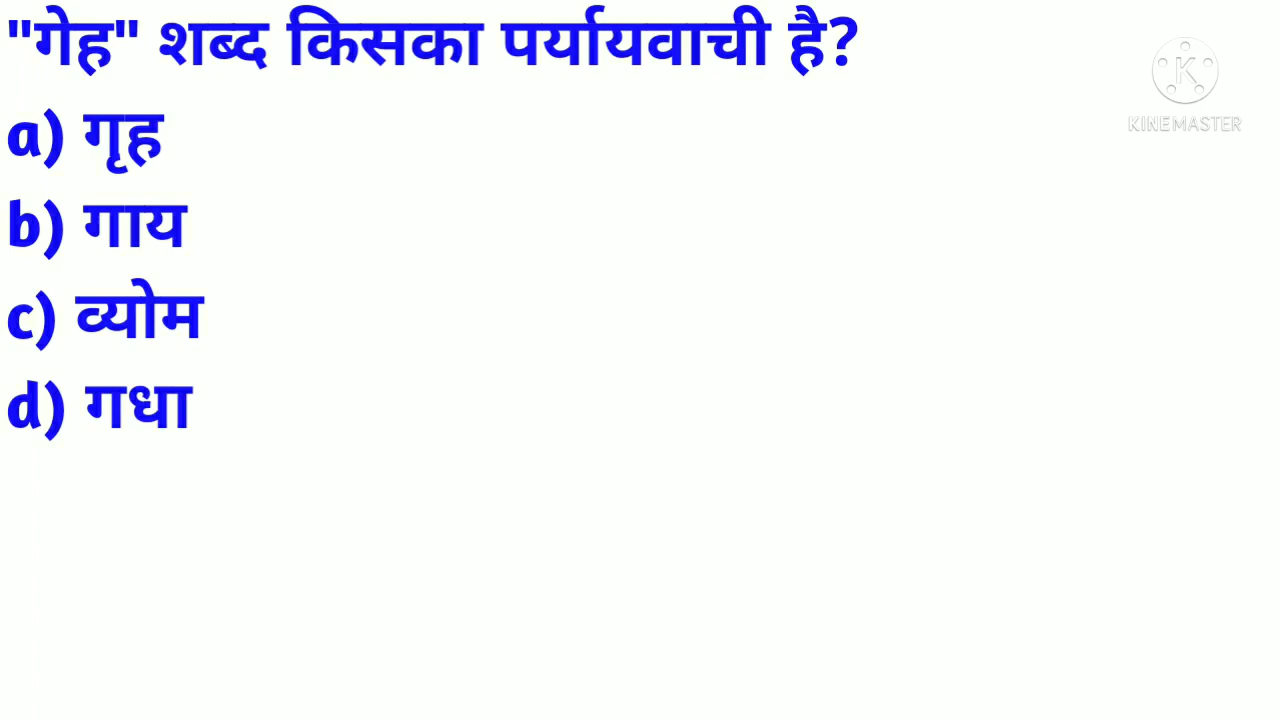 "गेह" शब्द किसका पर्यायवाची है?
a) गृह
b) गाय
c) व्योम
d) गधा
K
KINEMASTER